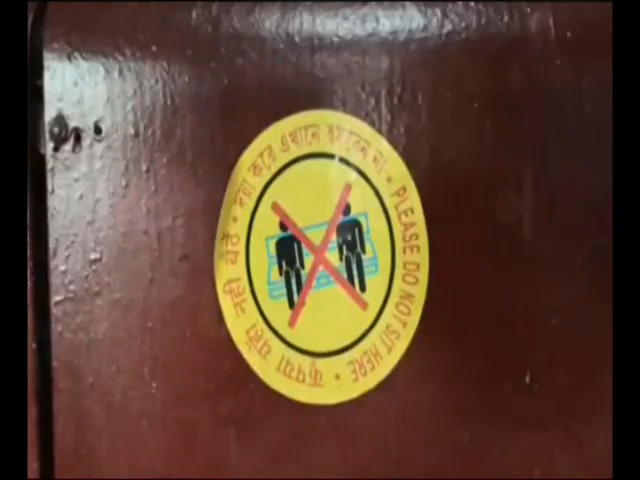 দয়া করে এখানে বসবেন না
PLEASE DO NOT SIT HERE
कृपया यहाँ नहीं बैठें